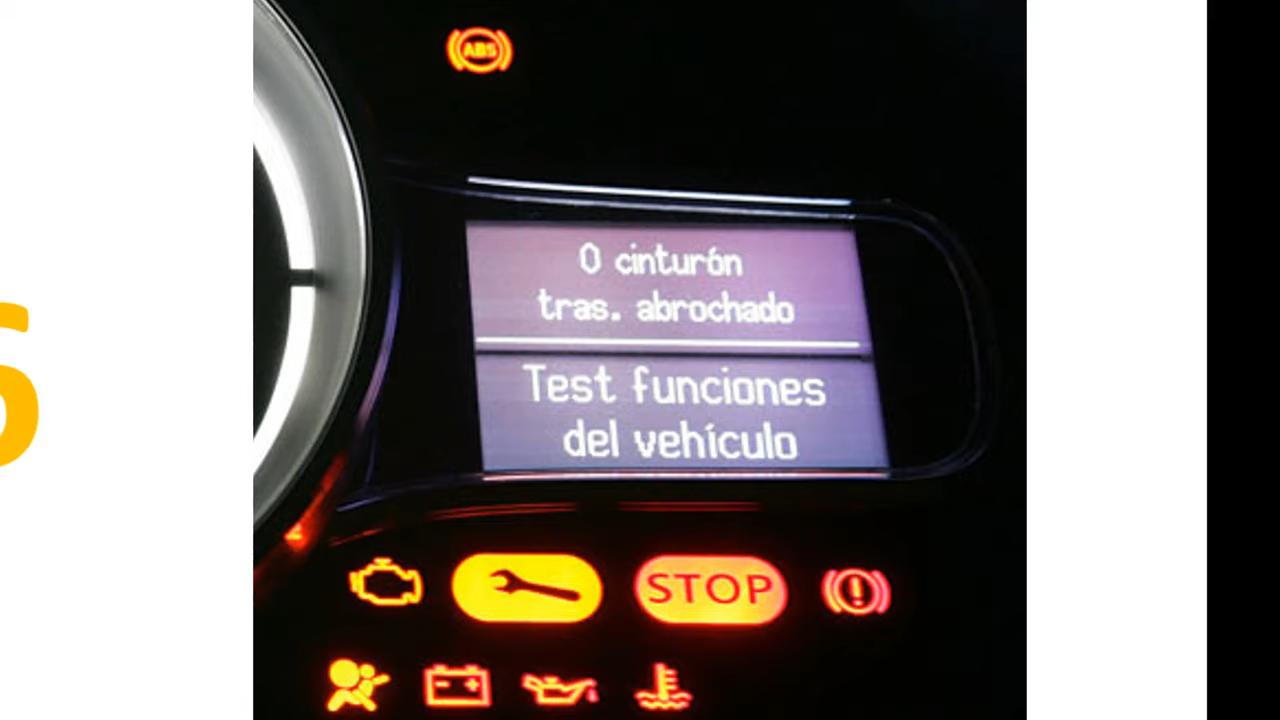 ABS
0 cinturón
tras. abrochado
Test funciones
del vehículo
STOP